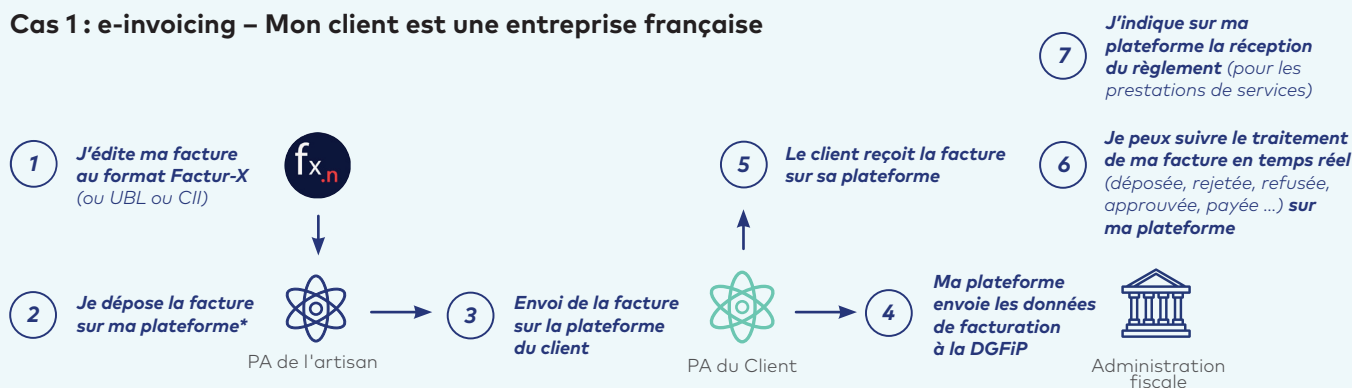 Cas 1 : e-invoicing – Mon client est une entreprise française
1
J'édite ma facture
au format Factur-X
(ou UBL ou CII)
fx.n
2
Je dépose la facture
sur ma plateforme*
PA de l'artisan
3
Envoi de la facture
sur la plateforme
du client
PA du Client
4
Ma plateforme
envoie les données
de facturation
à la DGFiP
Administration
fiscale
5
Le client reçoit la facture
sur sa plateforme
6
Je peux suivre le traitement
de ma facture en temps réel
(déposée, rejetée, refusée,
approuvée, payée ...) sur
ma plateforme
7
J'indique sur ma
plateforme la réception
du règlement (pour les
prestations de services)